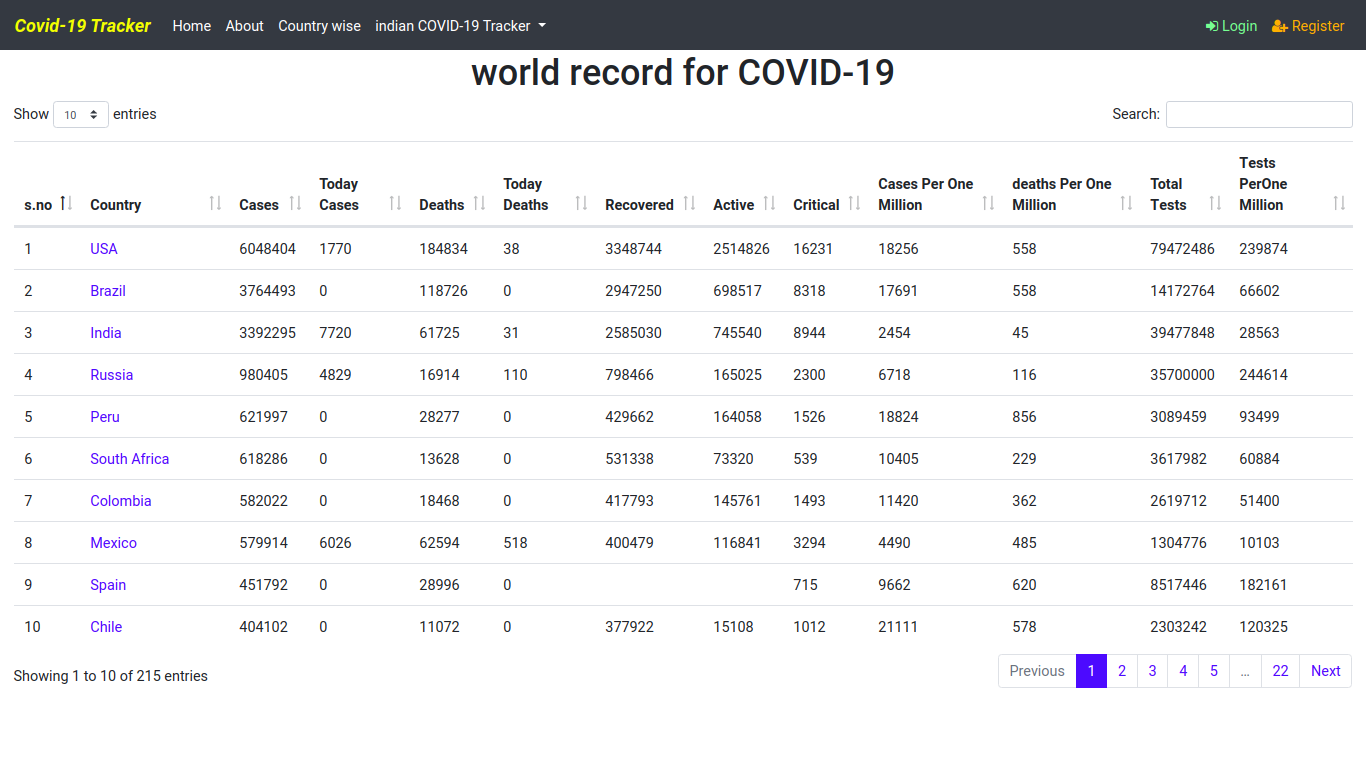 Covid-19 Tracker Home About Country wise indian COVID-19 Tracker Login Register
world record for COVID-19
Show 10 entries Search:
s.no Country Cases Today Cases Deaths Today Deaths Recovered Active Critical Cases Per One Million deaths Per One Million Total Tests Tests PerOne Million
1 USA 6048404 1770 184834 38 3348744 2514826 16231 18256 558 79472486 239874
2 Brazil 3764493 0 118726 0 2947250 698517 8318 17691 558 14172764 66602
3 India 3392295 7720 61725 31 2585030 745540 8944 2454 45 39477848 28563
4 Russia 980405 4829 16914 110 798466 165025 2300 6718 116 35700000 244614
5 Peru 621997 0 28277 0 429662 164058 1526 18824 856 3089459 93499
6 South Africa 618286 0 13628 0 531338 73320 539 10405 229 3617982 60884
7 Colombia 582022 0 18468 0 417793 145761 1493 11420 362 2619712 51400
8 Mexico 579914 6026 62594 518 400479 116841 3294 4490 485 1304776 10103
9 Spain 451792 0 28996 0 715 9662 620 8517446 182161
10 Chile 404102 0 11072 0 377922 15108 1012 21111 578 2303242 120325
Showing 1 to 10 of 215 entries Previous 1 2 3 4 5 … 22 Next